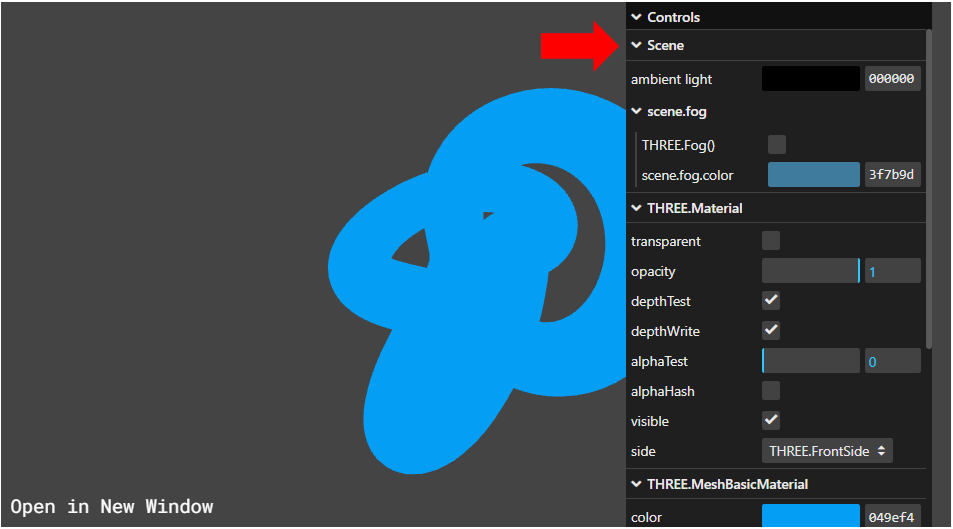 Controls
Scene
ambient light 000000
scene.fog
THREE.Fog()
scene.fog.color 3f7b9d
THREE.Material
transparent
opacity 1
depthTest
depthWrite
alphaTest 0
alphaHash
visible
side THREE.FrontSide
THREE.MeshBasicMaterial
color 049ef4
Open in New Window